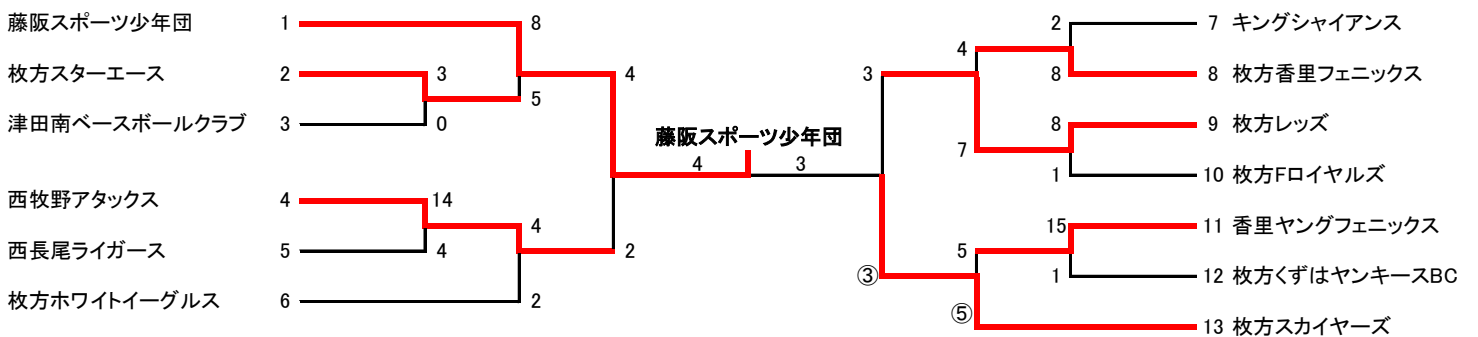 藤阪スポーツ少年団 1 8 2 7 キングシャイアンス
4
枚方スターエース 2 3 4 3 8 8 枚方香里フェニックス
5
津田南ベースボールクラブ 3 0 8 9 枚方レッズ
藤阪スポーツ少年団
7
4 3
1 10 枚方Fロイヤルズ
西牧野アタックス 4 14
4 15 11 香里ヤングフェニックス
西長尾ライガース 5 4 2 5
③ 1 12 枚方くずはヤンキースBC
枚方ホワイトイーグルス 6 2
⑤
13 枚方スカイヤーズ